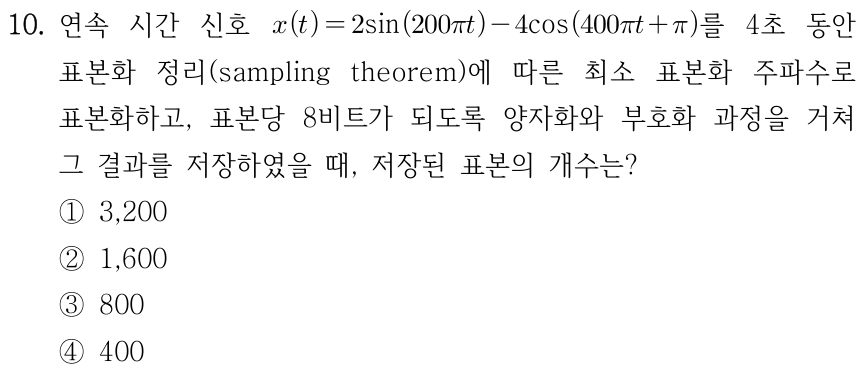 10. 연속 시간 신호 x(t)=2sin(200πt)-4cos(400πt+π)를 4초 동안
표본화 정리(sampling theorem)에 따른 최소 표본화 주파수로
표본화하고, 표본당 8비트가 되도록 양자화와 부호화 과정을 거쳐
그 결과를 저장하였을 때, 저장된 표본의 개수는?
① 3,200
② 1,600
③ 800
④ 400